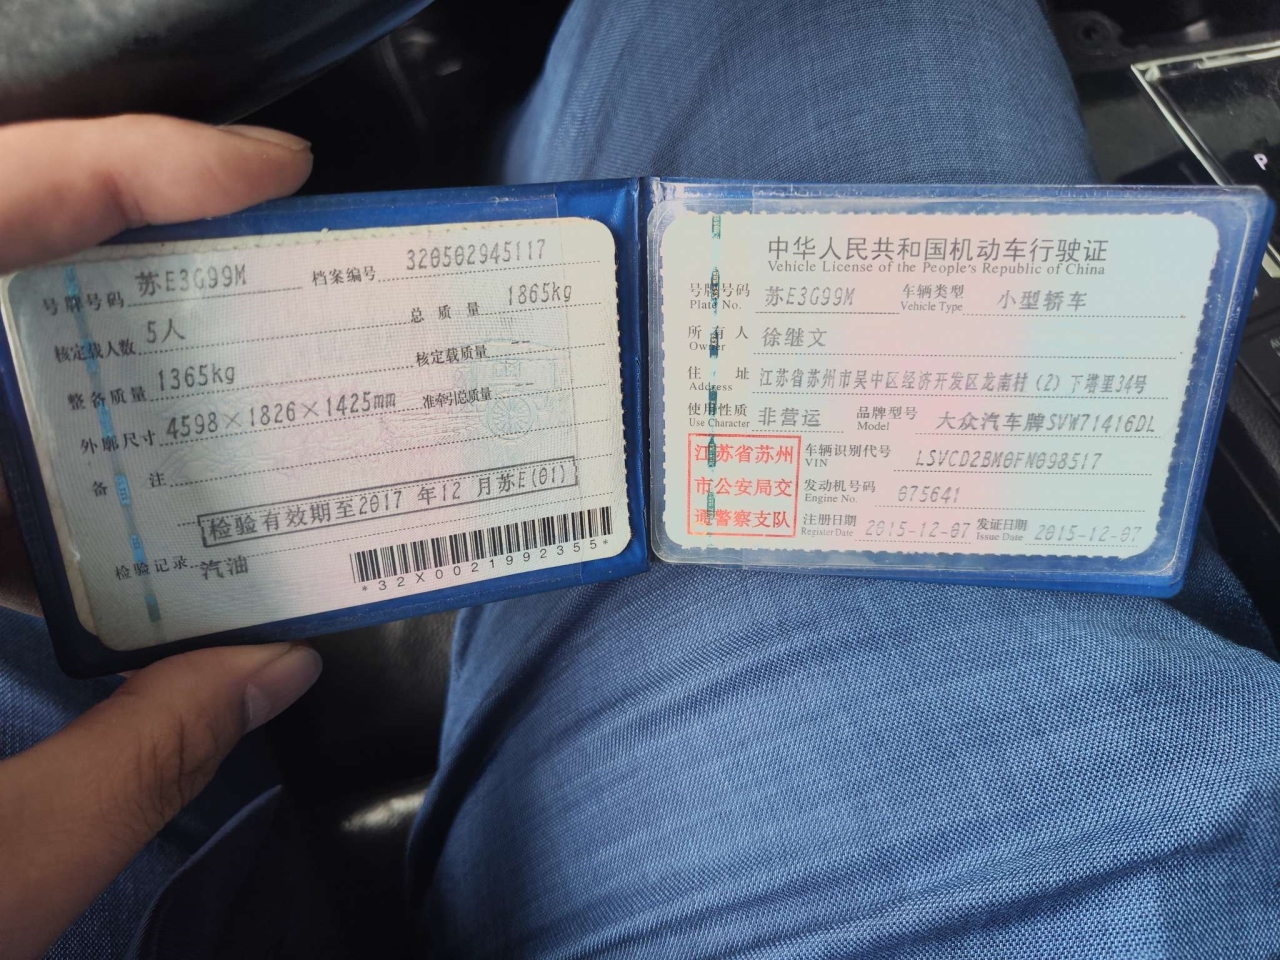 号牌号码 苏E3G99M 档案编号 320502945117
核定载人数 5人 总质量 1865kg
整备质量 1365kg 核定载质量
外廓尺寸 4598×1826×1425mm 准牵引总质量
备注
检验有效期至2017 年12 月苏E(01)
检验记录 汽油
*32X0021992355*
中华人民共和国机动车行驶证
Vehicle License of the People's Republic of China
号牌号码 苏E3G99M 车辆类型 小型轿车
Plate No. Vehicle Type
所有人 徐继文
Owner
住址 江苏省苏州市吴中区经济开发区龙南村(2)下塔里34号
Address
使用性质 非营运 品牌型号 大众汽车牌SVW71416DL
Use Character Model
江苏省苏州
市公安局交
通警察支队
车辆识别代号 LSVCD2BM0FN098517
VIN
发动机号码 075641
Engine No.
注册日期 2015-12-07 发证日期 2015-12-07
Register Date Issue Date
P